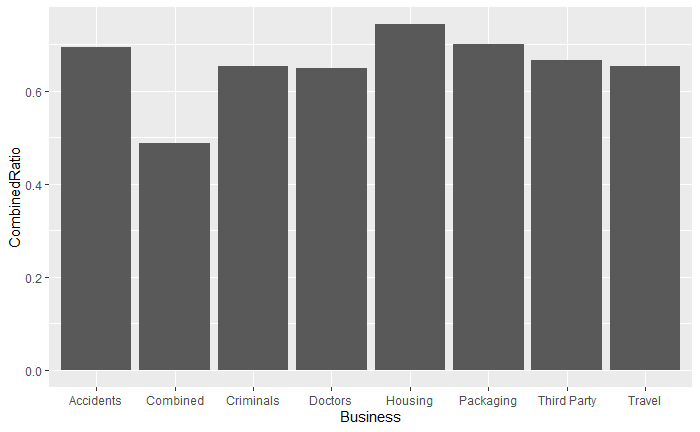 CombinedRatio
0.6
0.4
0.2
0.0
Accidents Combined Criminals Doctors Housing Packaging Third Party Travel
Business